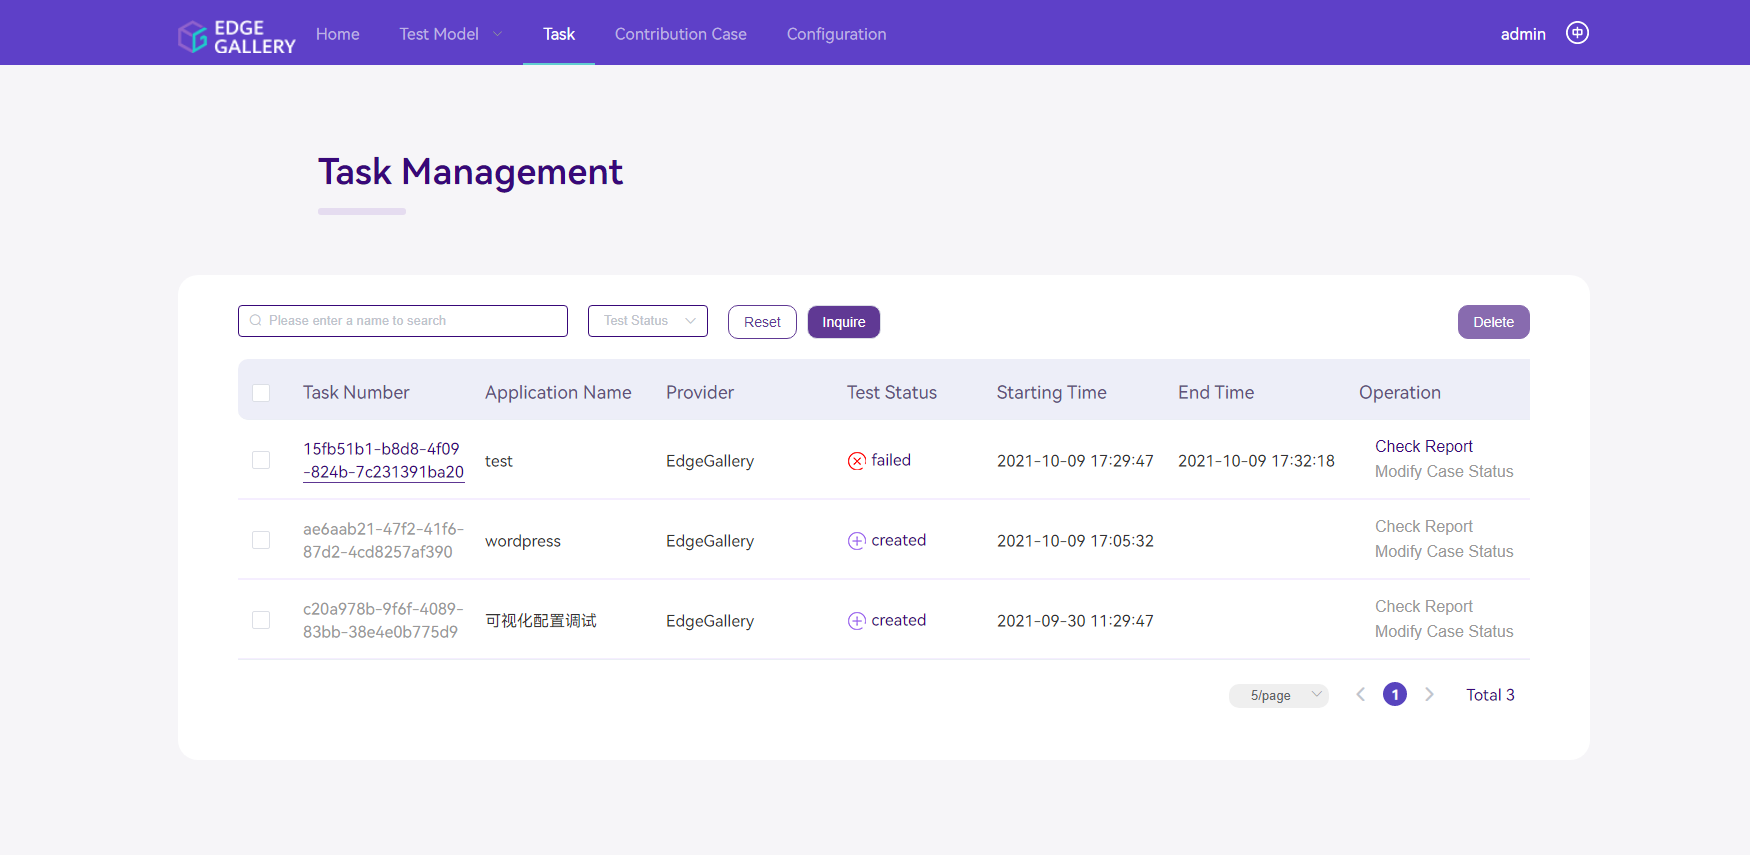 EDGE GALLERY
Home Test Model Task Contribution Case Configuration admin 中
Task Management
Please enter a name to search Test Status Reset Inquire Delete
Task Number Application Name Provider Test Status Starting Time End Time Operation
15fb51b1-b8d8-4f09
-824b-7c231391ba20
test EdgeGallery failed 2021-10-09 17:29:47 2021-10-09 17:32:18
Check Report
Modify Case Status
ae6aab21-47f2-41f6-
87d2-4cd8257af390
wordpress EdgeGallery created 2021-10-09 17:05:32
Check Report
Modify Case Status
c20a978b-9f6f-4089-
83bb-38e4e0b775d9
可视化配置调试 EdgeGallery created 2021-09-30 11:29:47
Check Report
Modify Case Status
5/page 1 Total 3